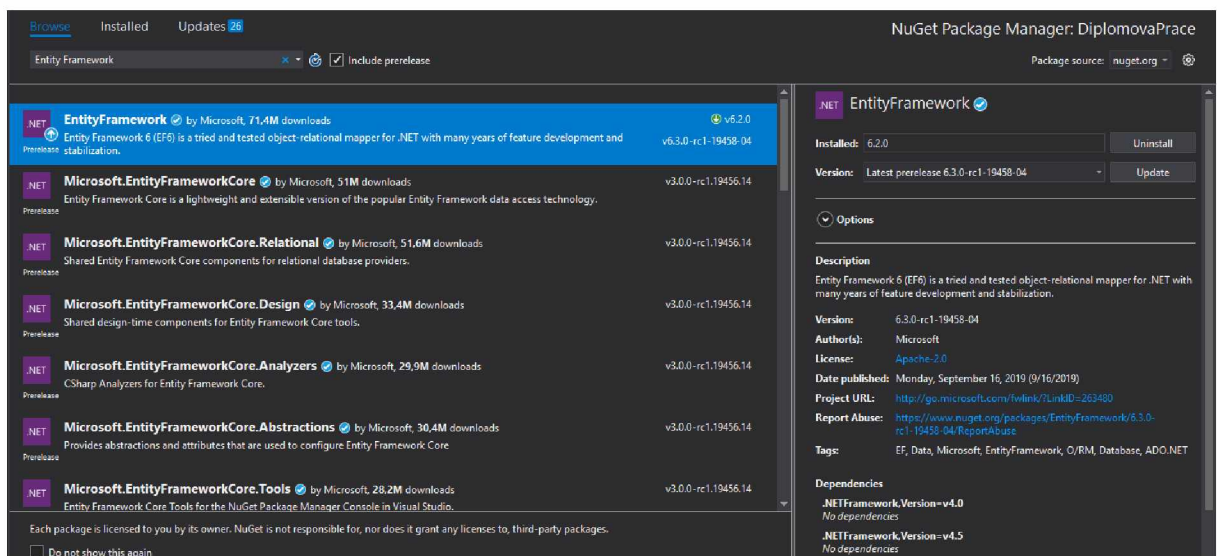 Browse Installed Updates 26
NuGet Package Manager: DiplomovaPrace
Entity Framework
Include prerelease
Package source: nuget.org
.NET
Prerelease
EntityFramework by Microsoft, 71,4M downloads
v6.2.0
Entity Framework 6 (EF6) is a tried and tested object-relational mapper for .NET with many years of feature development and
stabilization.
v6.3.0-rc1-19458-04
.NET
Prerelease
Microsoft.EntityFrameworkCore by Microsoft, 51M downloads
v3.0.0-rc1.19456.14
Entity Framework Core is a lightweight and extensible version of the popular Entity Framework data access technology.
.NET
Prerelease
Microsoft.EntityFrameworkCore.Relational by Microsoft, 51,6M downloads
v3.0.0-rc1.19456.14
Shared Entity Framework Core components for relational database providers.
.NET
Prerelease
Microsoft.EntityFrameworkCore.Design by Microsoft, 33,4M downloads
v3.0.0-rc1.19456.14
Shared design-time components for Entity Framework Core tools.
.NET
Prerelease
Microsoft.EntityFrameworkCore.Analyzers by Microsoft, 29,9M downloads
v3.0.0-rc1.19456.14
CSharp Analyzers for Entity Framework Core.
.NET
Prerelease
Microsoft.EntityFrameworkCore.Abstractions by Microsoft, 30,4M downloads
v3.0.0-rc1.19456.14
Provides abstractions and attributes that are used to configure Entity Framework Core
.NET
Microsoft.EntityFrameworkCore.Tools by Microsoft, 28,2M downloads
v3.0.0-rc1.19456.14
Entity Framework Core Tools for the NuGet Package Manager Console in Visual Studio.
Each package is licensed to you by its owner. NuGet is not responsible for, nor does it grant any licenses to, third-party packages.
Do not show this again
.NET EntityFramework
Installed: 6.2.0 Uninstall
Version: Latest prerelease 6.3.0-rc1-19458-04 Update
Options
Description
Entity Framework 6 (EF6) is a tried and tested object-relational mapper for .NET with
many years of feature development and stabilization.
Version: 6.3.0-rc1-19458-04
Author(s): Microsoft
License: Apache-2.0
Date published: Monday, September 16, 2019 (9/16/2019)
Project URL: http://go.microsoft.com/fwlink/?LinkID=263480
Report Abuse: https://www.nuget.org/packages/EntityFramework/6.3.0-
rc1-19458-04/ReportAbuse
Tags: EF, Data, Microsoft, EntityFramework, O/RM, Database, ADO.NET
Dependencies
.NETFramework,Version=v4.0
No dependencies
.NETFramework,Version=v4.5
No dependencies